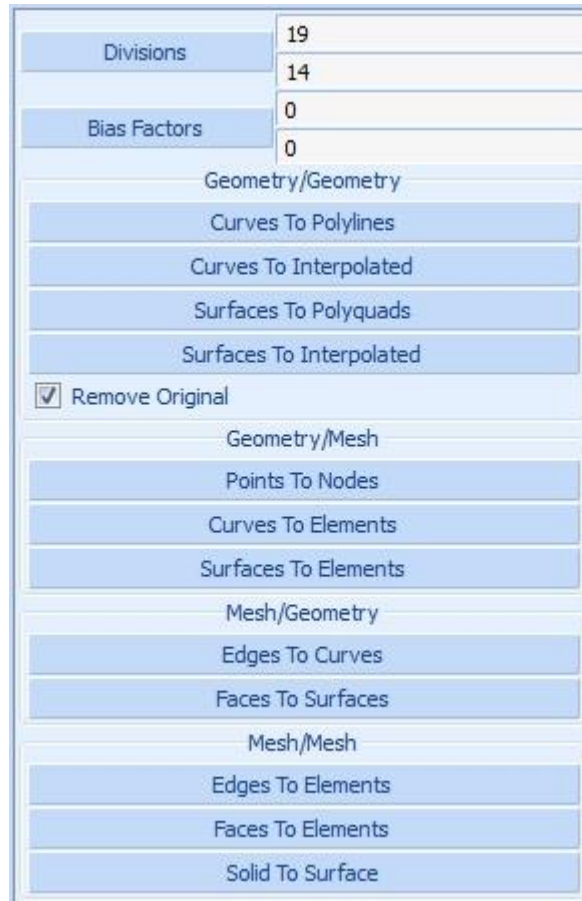 Divisions
19
14
Bias Factors
0
0
Geometry/Geometry
Curves To Polylines
Curves To Interpolated
Surfaces To Polyquads
Surfaces To Interpolated
Remove Original
Geometry/Mesh
Points To Nodes
Curves To Elements
Surfaces To Elements
Mesh/Geometry
Edges To Curves
Faces To Surfaces
Mesh/Mesh
Edges To Elements
Faces To Elements
Solid To Surface